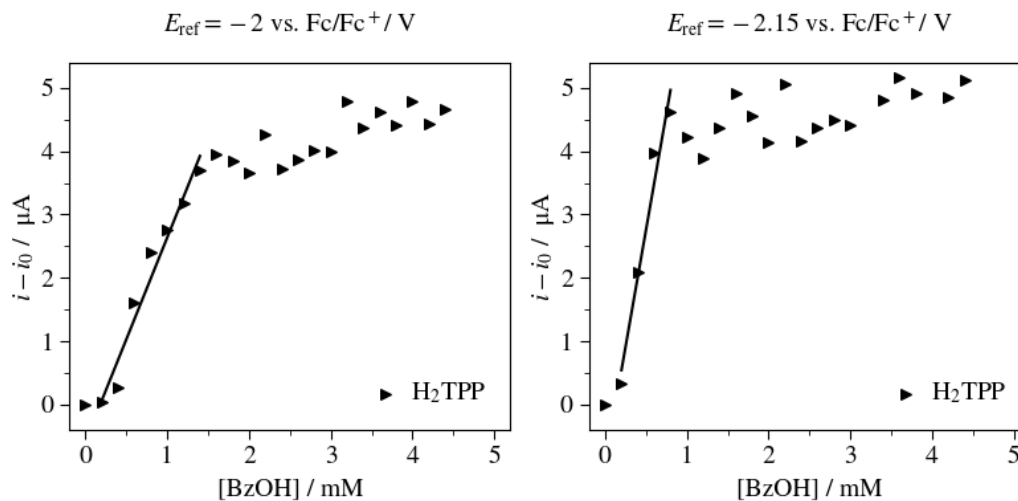 E_ref = −2 vs. Fc/Fc⁺/ V
i − i₀ / μA
5
4
3
2
1
0
H₂TPP
0 1 2 3 4 5
[BzOH] / mM
E_ref = −2.15 vs. Fc/Fc⁺/ V
i − i₀ / μA
5
4
3
2
1
0
H₂TPP
0 1 2 3 4 5
[BzOH] / mM